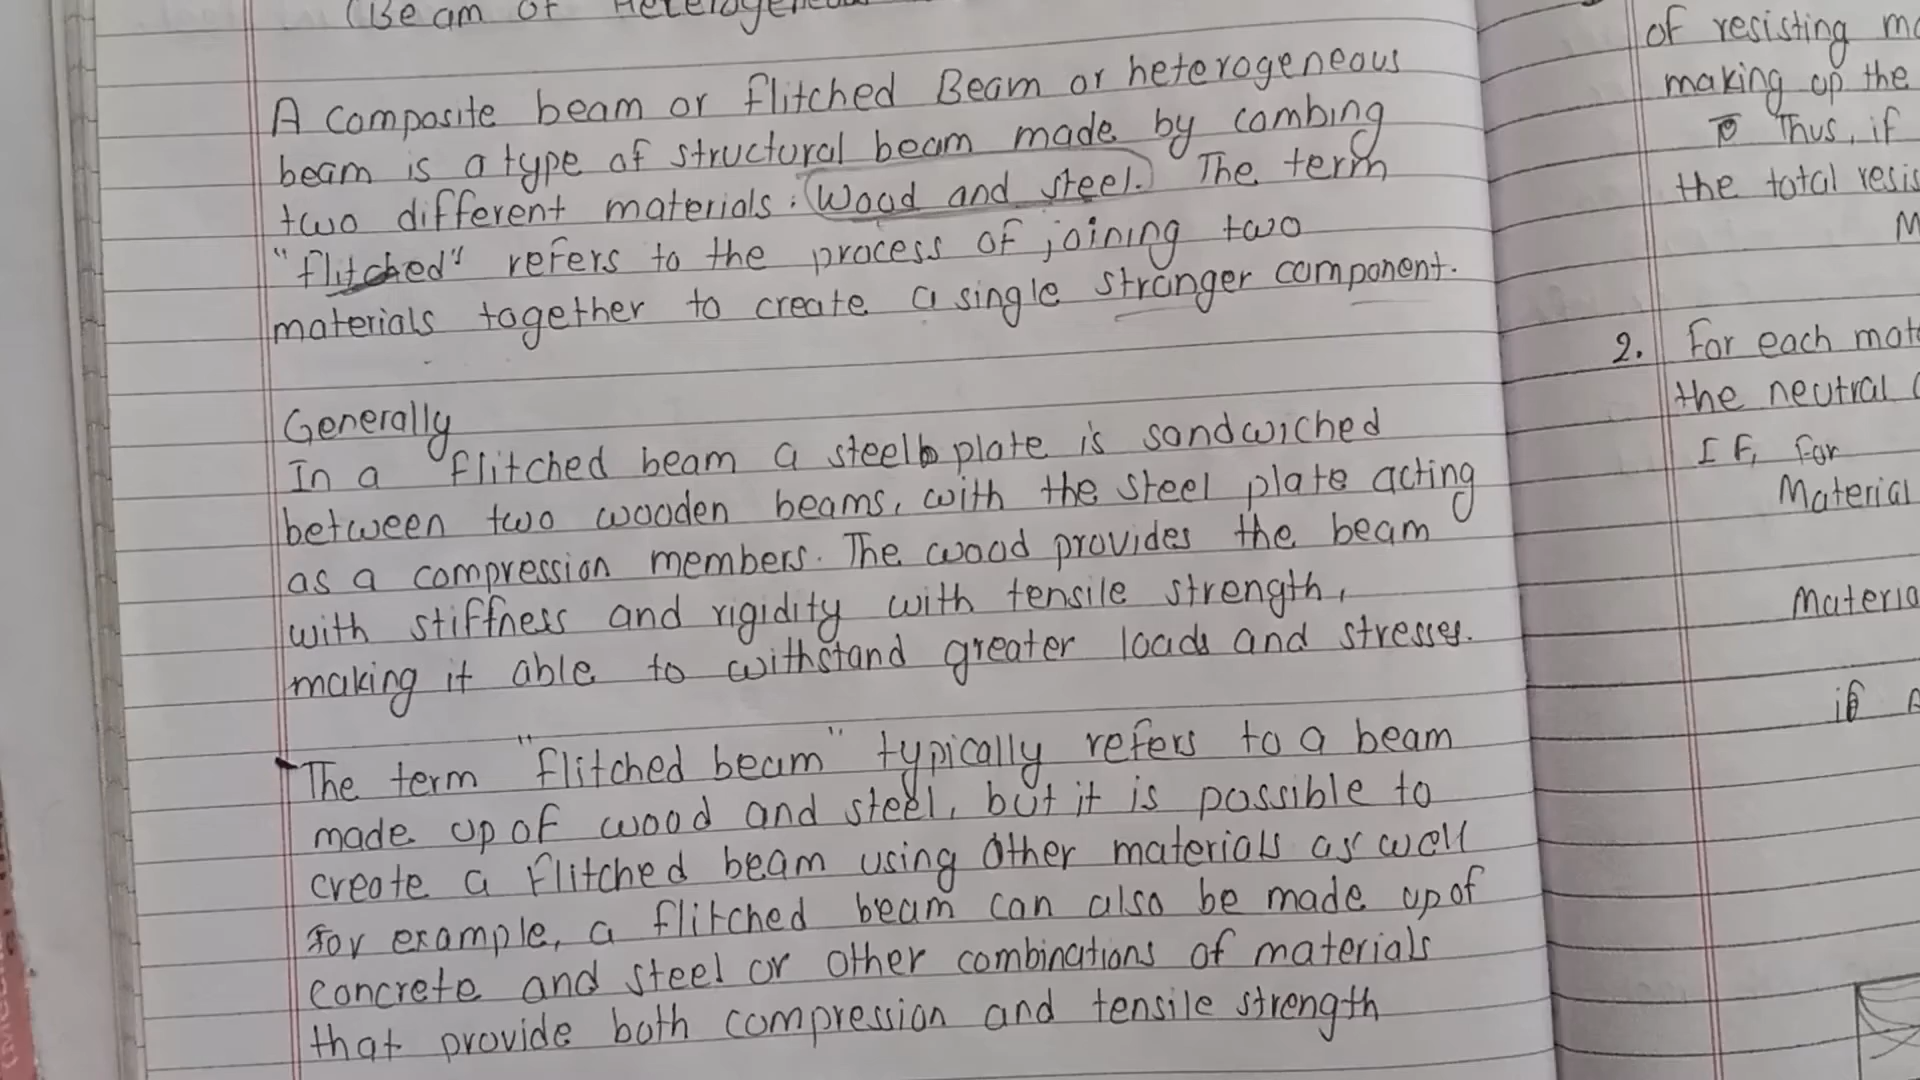 (Beam of Heterogeneou
A composite beam or flitched Beam or heterogeneous
beam is a type of structural beam made by combing
two different materials: Wood and steel. The term
"flitched" refers to the process of joining two
materials together to create a single stronger component.
Generally
In a flitched beam a steel plate is sandwiched
between two wooden beams, with the steel plate acting
as a compression members. The wood provides the beam
with stiffness and rigidity with tensile strength,
making it able to withstand greater loads and stresses.
The term "flitched beam" typically refers to a beam
made up of wood and steel, but it is possible to
create a flitched beam using other materials as well
for example, a flitched beam can also be made up of
concrete and steel or other combinations of materials
that provide both compression and tensile strength
of resisting mo
making up the
Thus, if
the total resis
M
2. For each mate
the neutral
If, for
Material
Materia
if